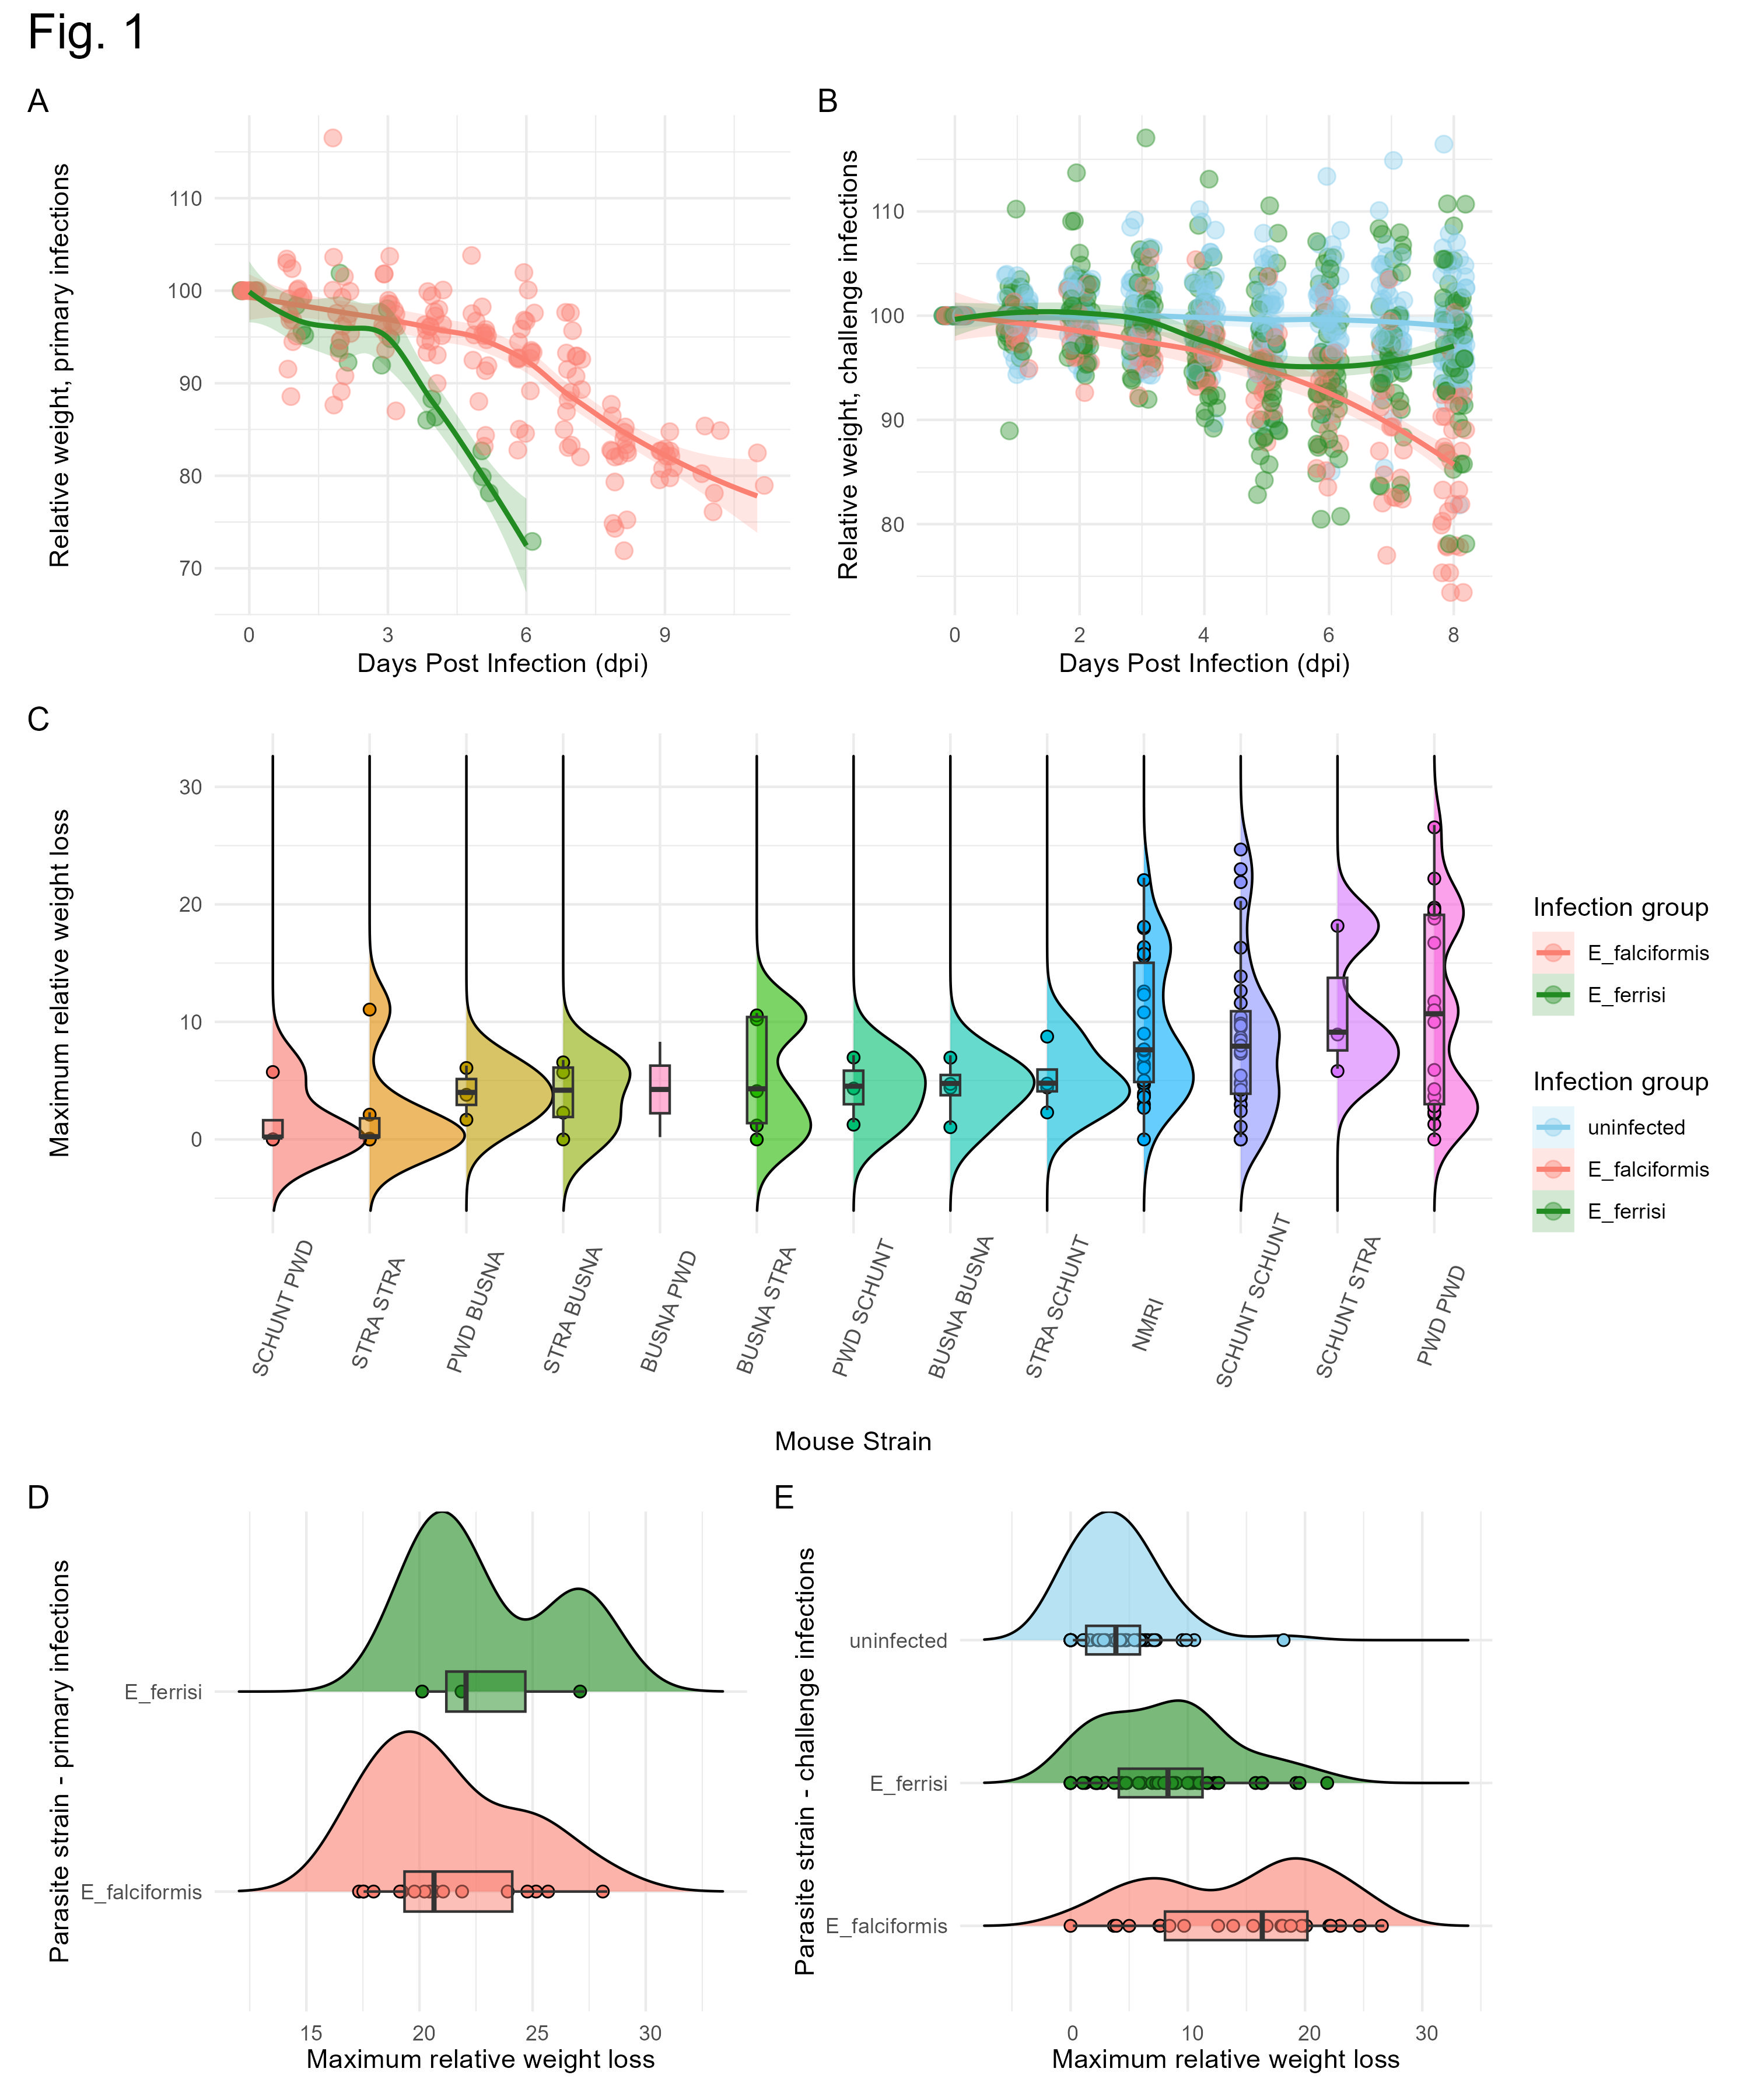 Fig. 1
A
Relative weight, primary infections
110
100
90
80
70
0 3 6 9
Days Post Infection (dpi)
B
Relative weight, challenge infections
110
100
90
80
0 2 4 6 8
Days Post Infection (dpi)
C
Maximum relative weight loss
30
20
10
0
SCHUNT PWD
STRA STRA
PWD BUSNA
STRA BUSNA
BUSNA PWD
BUSNA STRA
PWD SCHUNT
BUSNA BUSNA
STRA SCHUNT
NMRI
SCHUNT SCHUNT
SCHUNT STRA
PWD PWD
Mouse Strain
Infection group
E_falciformis
E_ferrisi
Infection group
uninfected
E_falciformis
E_ferrisi
D
Parasite strain - primary infections
E_ferrisi
E_falciformis
15 20 25 30
Maximum relative weight loss
E
Parasite strain - challenge infections
uninfected
E_ferrisi
E_falciformis
0 10 20 30
Maximum relative weight loss